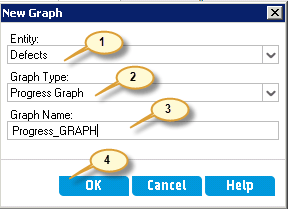 New Graph
Entity:
1
Defects
Graph Type:
2
Progress Graph
Graph Name:
3
Progress_GRAPH
4
OK Cancel Help